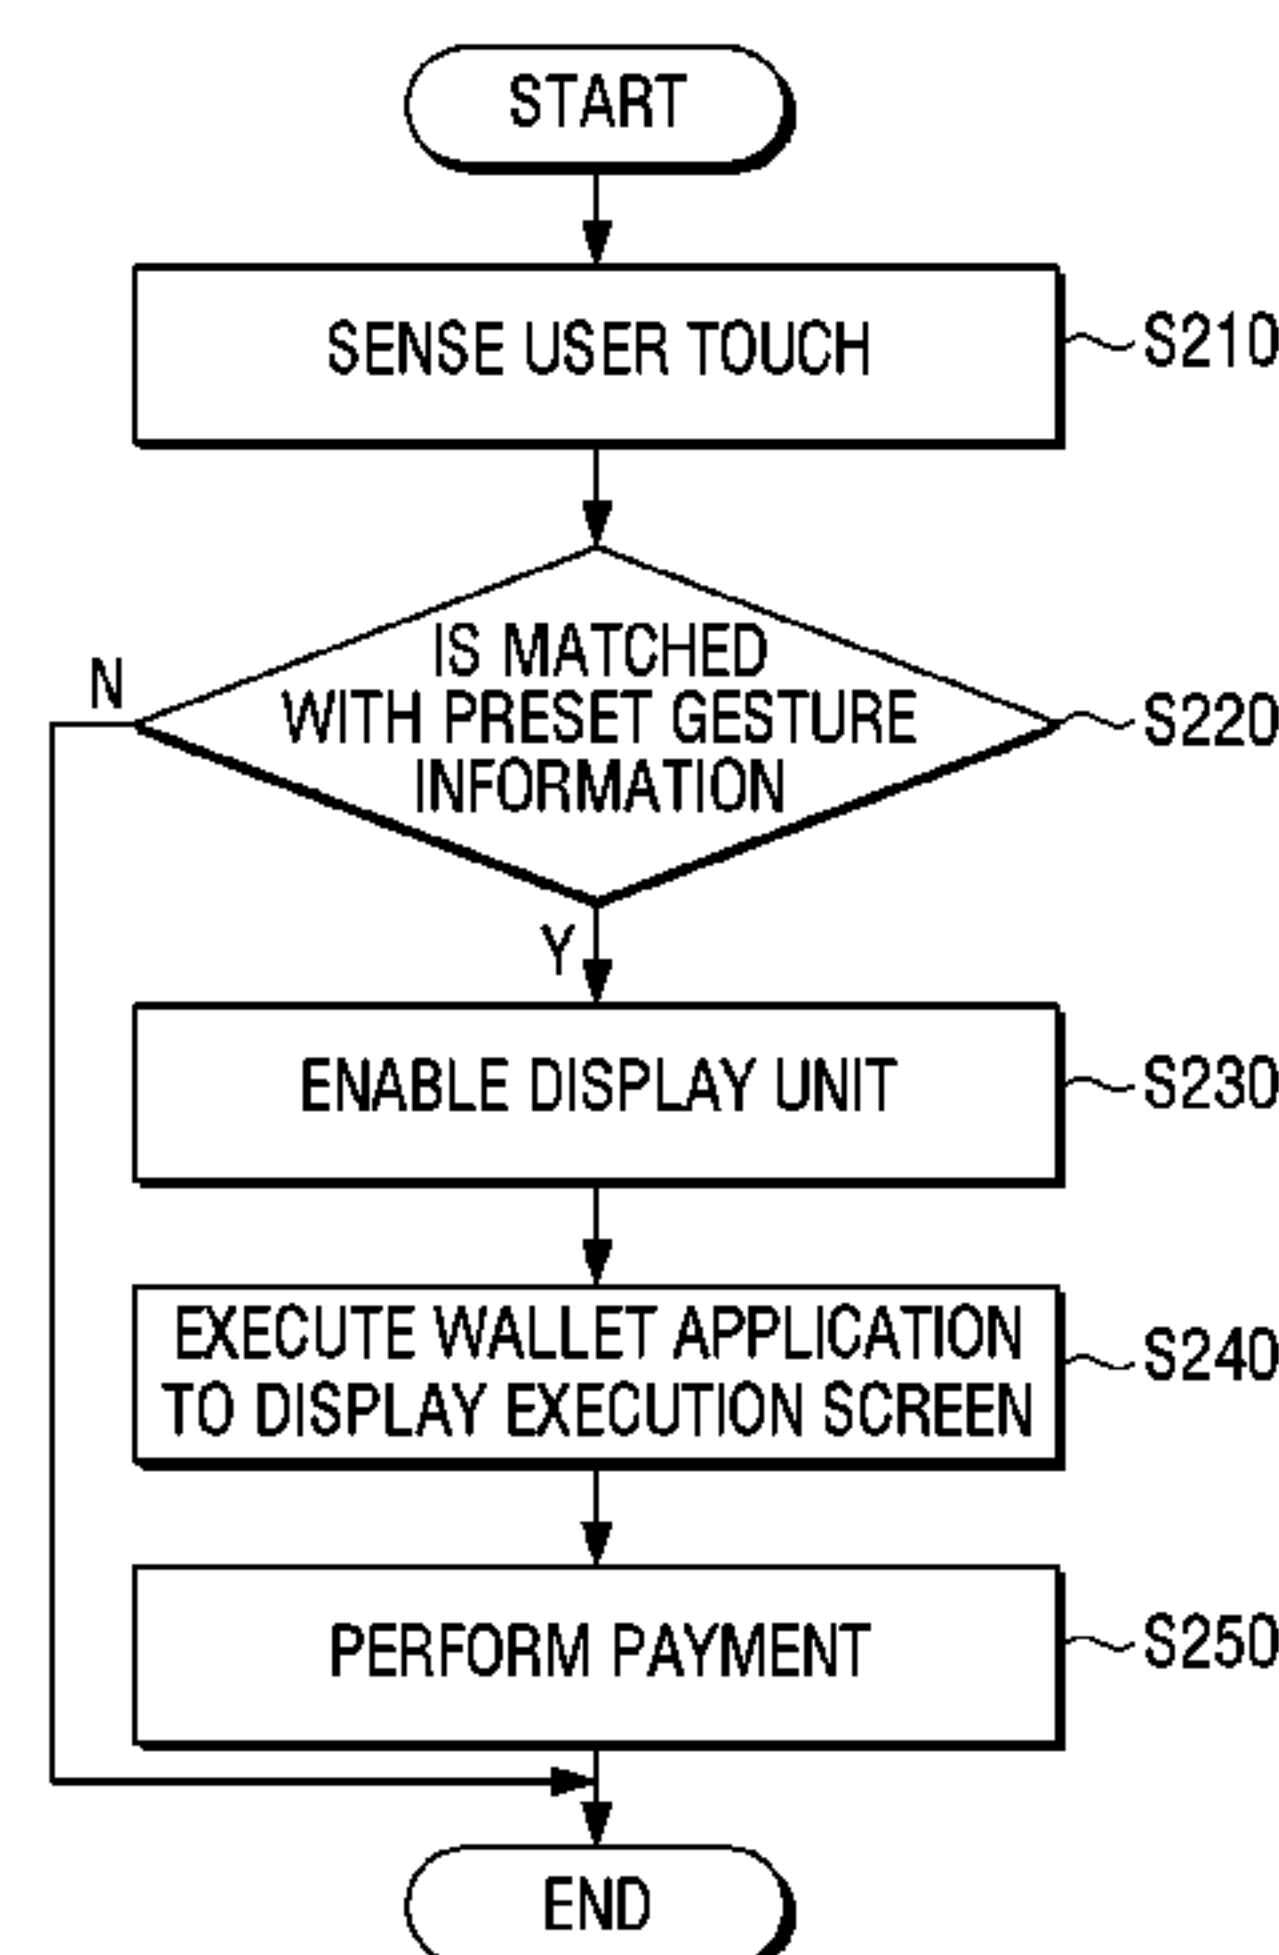 START
SENSE USER TOUCH
S210
IS MATCHED
WITH PRESET GESTURE
INFORMATION
S220
N
Y
ENABLE DISPLAY UNIT
S230
EXECUTE WALLET APPLICATION
TO DISPLAY EXECUTION SCREEN
S240
PERFORM PAYMENT
S250
END